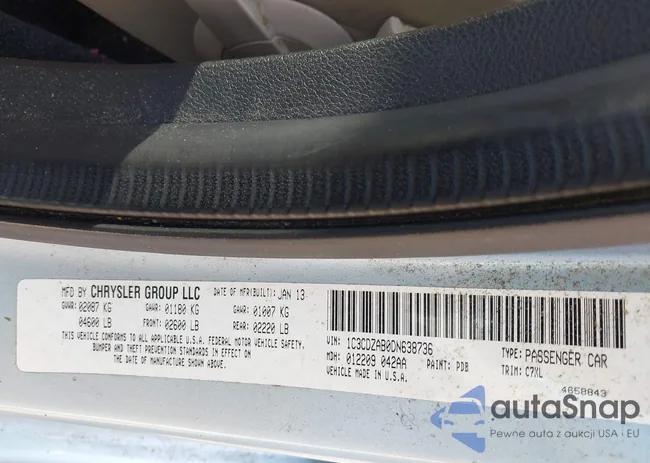 MFD BY CHRYSLER GROUP LLC DATE OF MFR(BUILT): JAN 13
GVWR: 02087 KG GAWR: 01180 KG GAWR: 01007 KG
04600 LB FRONT: 02600 LB REAR: 02220 LB
THIS VEHICLE CONFORMS TO ALL APPLICABLE U.S.A. FEDERAL MOTOR VEHICLE SAFETY,
BUMPER AND THEFT PREVENTION STANDARDS IN EFFECT ON
THE DATE OF MANUFACTURE SHOWN ABOVE.
VIN: 1C3CDZAB0DN638736 TYPE: PASSENGER CAR
MDH: 012209 042AA PAINT: PDB TRIM: C7XL
VEHICLE MADE IN U.S.A.
4658843
autoSnap
Pewne auta z aukcji USA i EU